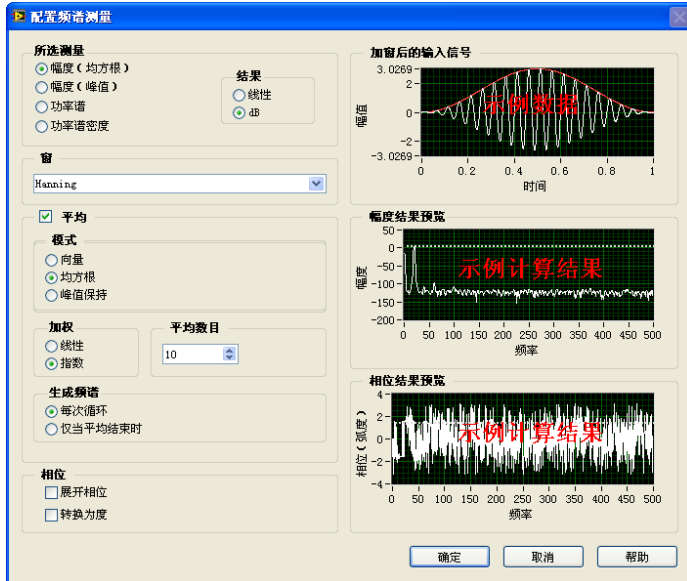 配置频谱测量
所选测量
幅度（均方根）
幅度（峰值）
功率谱
功率谱密度
结果
线性
dB
窗
Hanning
平均
模式
向量
均方根
峰值保持
加权
线性
指数
平均数目
10
生成频谱
每次循环
仅当平均结束时
相位
展开相位
转换为度
加窗后的输入信号
3.0269
2
0
-2
-3.0269
幅值
示例数据
0 0.2 0.4 0.6 0.8 1
时间
幅度结果预览
50
0
-50
-100
-150
-200
幅度
示例计算结果
0 50 100 150 200 250 300 350 400 450 500
频率
相位结果预览
4
2
0
-2
-4
相位（弧度）
示例计算结果
0 50 100 150 200 250 300 350 400 450 500
频率
确定 取消 帮助